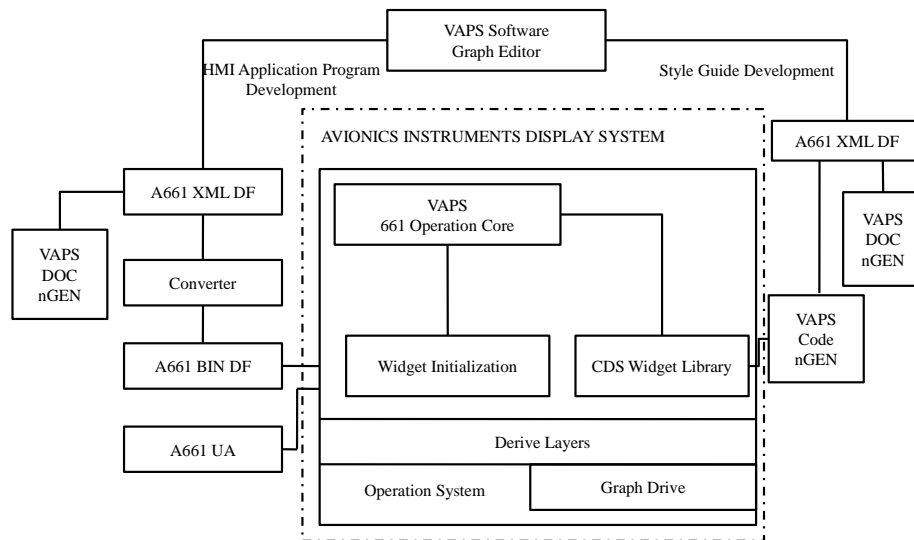 VAPS Software
Graph Editor
HMI Application Program
Development
Style Guide Development
AVIONICS INSTRUMENTS DISPLAY SYSTEM
A661 XML DF
A661 XML DF
VAPS
661 Operation Core
VAPS
DOC
nGEN
VAPS
DOC
nGEN
Converter
VAPS
Code
nGEN
A661 BIN DF
Widget Initialization
CDS Widget Library
A661 UA
Derive Layers
Operation System
Graph Drive